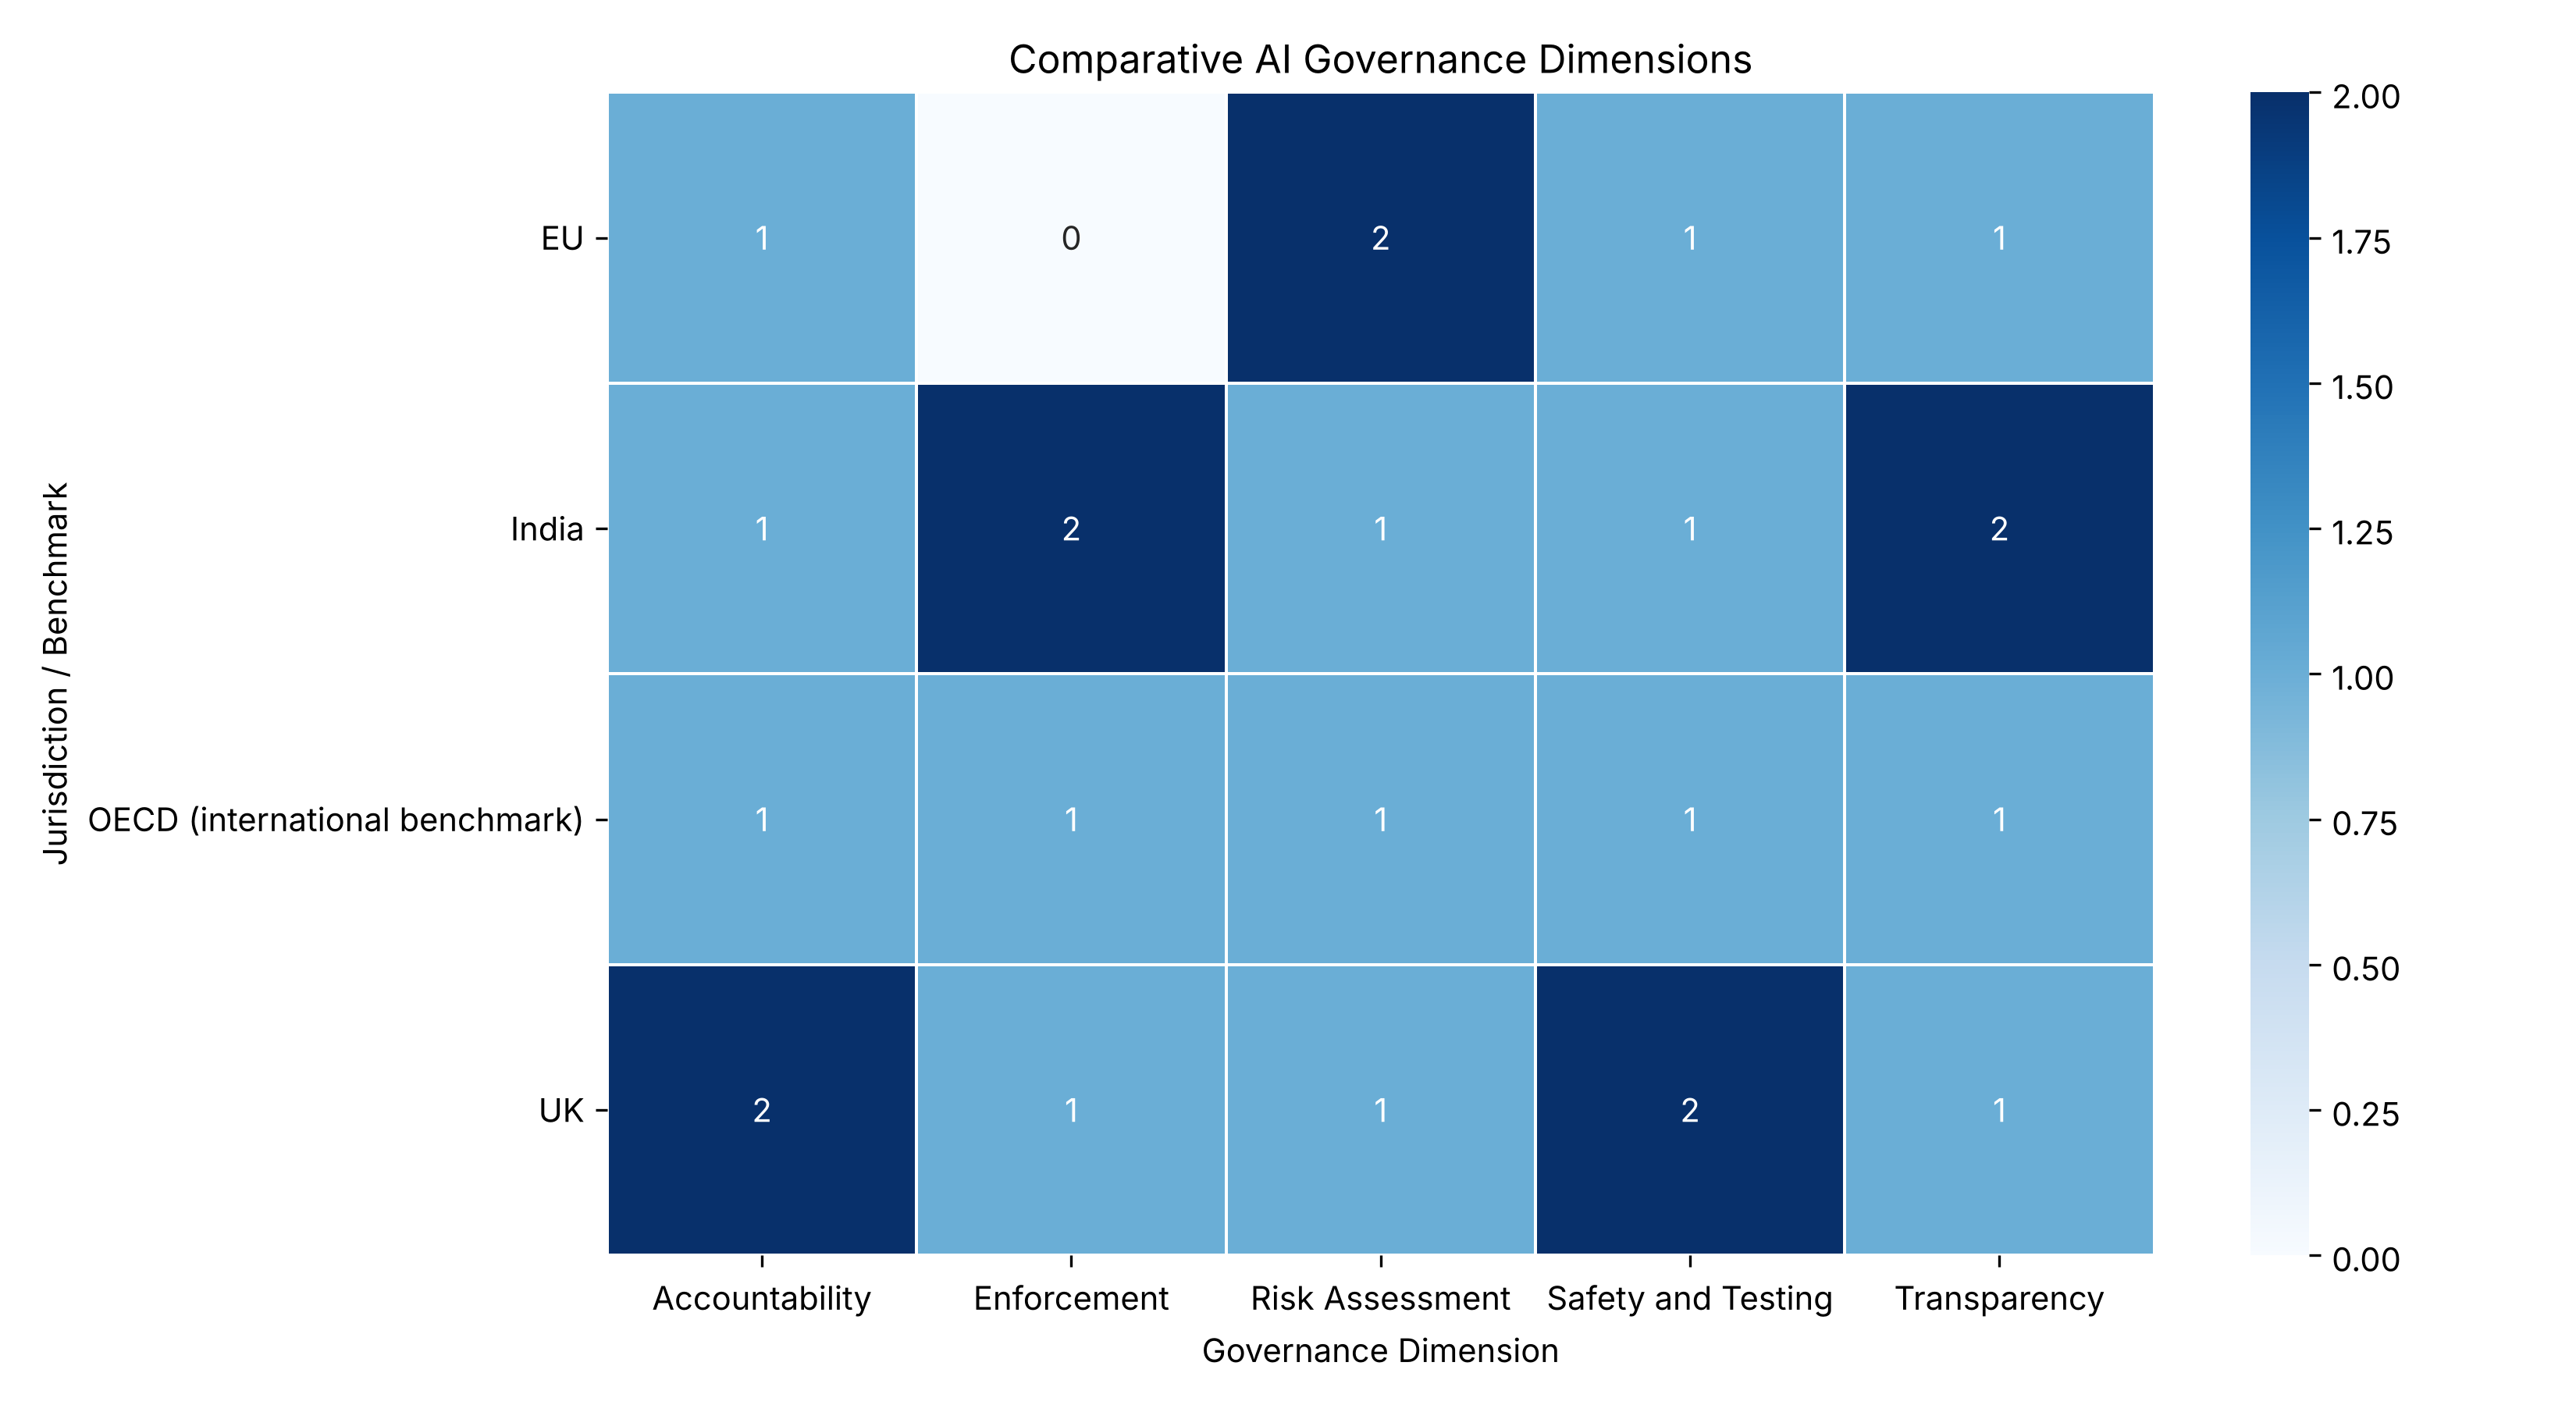 Comparative AI Governance Dimensions
2.00
EU
1 0 2 1 1
1.75
1.50
India
1 2 1 1 2
1.25
Jurisdiction / Benchmark
1.00
OECD (international benchmark)
1 1 1 1 1
0.75
0.50
UK
2 1 1 2 1
0.25
0.00
Accountability Enforcement Risk Assessment Safety and Testing Transparency
Governance Dimension